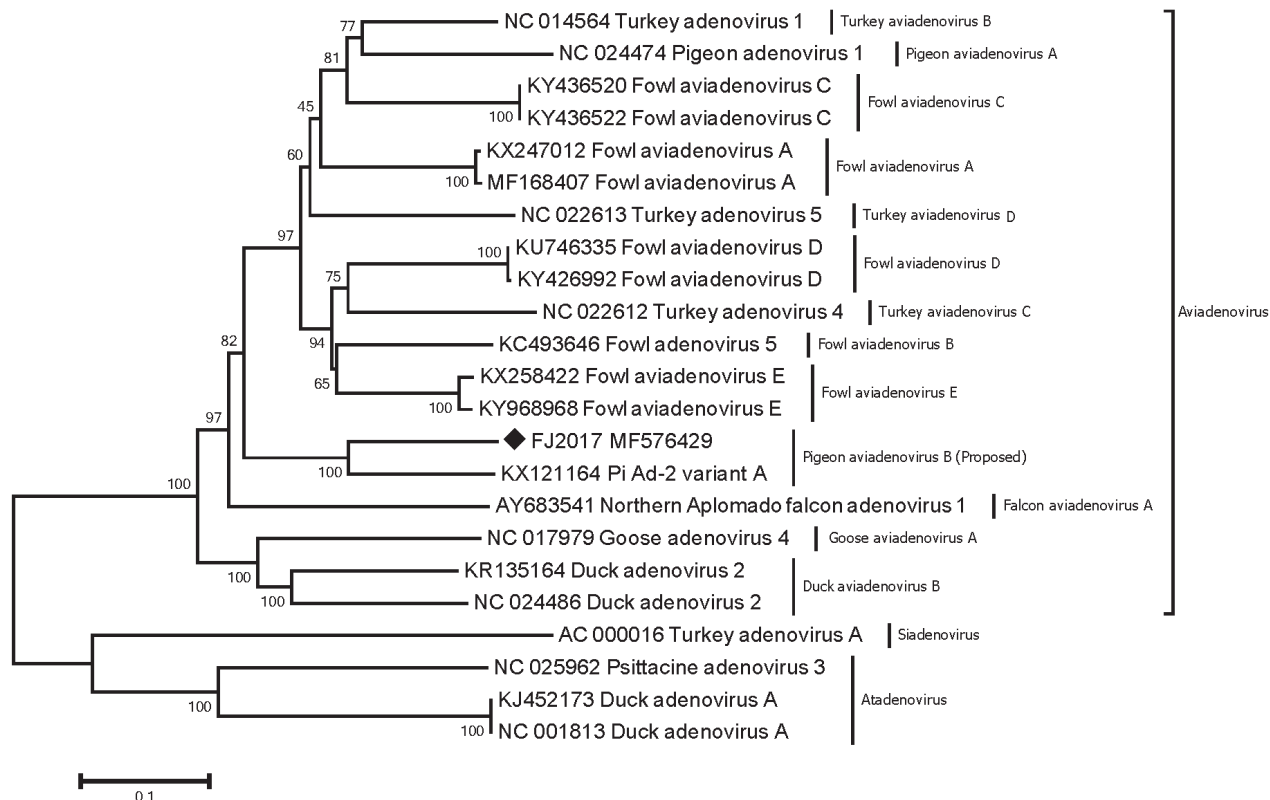 NC 014564 Turkey adenovirus 1 Turkey aviadenovirus B
77
NC 024474 Pigeon adenovirus 1 Pigeon aviadenovirus A
81
KY436520 Fowl aviadenovirus C
Fowl aviadenovirus C
45
100 KY436522 Fowl aviadenovirus C
KX247012 Fowl aviadenovirus A
60
Fowl aviadenovirus A
100 MF168407 Fowl aviadenovirus A
NC 022613 Turkey adenovirus 5 Turkey aviadenovirus D
97
100 KU746335 Fowl aviadenovirus D
Fowl aviadenovirus D
75
KY426992 Fowl aviadenovirus D
NC 022612 Turkey adenovirus 4 Turkey aviadenovirus C
Aviadenovirus
82
94
KC493646 Fowl adenovirus 5 Fowl aviadenovirus B
KX258422 Fowl aviadenovirus E
65
Fowl aviadenovirus E
100 KY968968 Fowl aviadenovirus E
97
FJ2017 MF576429
Pigeon aviadenovirus B (Proposed)
100 KX121164 Pi Ad-2 variant A
100
AY683541 Northern Aplomado falcon adenovirus 1 Falcon aviadenovirus A
NC 017979 Goose adenovirus 4 Goose aviadenovirus A
100
KR135164 Duck adenovirus 2
Duck aviadenovirus B
100 NC 024486 Duck adenovirus 2
AC 000016 Turkey adenovirus A Siadenovirus
NC 025962 Psittacine adenovirus 3
100
KJ452173 Duck adenovirus A
Atadenovirus
100 NC 001813 Duck adenovirus A
0.1